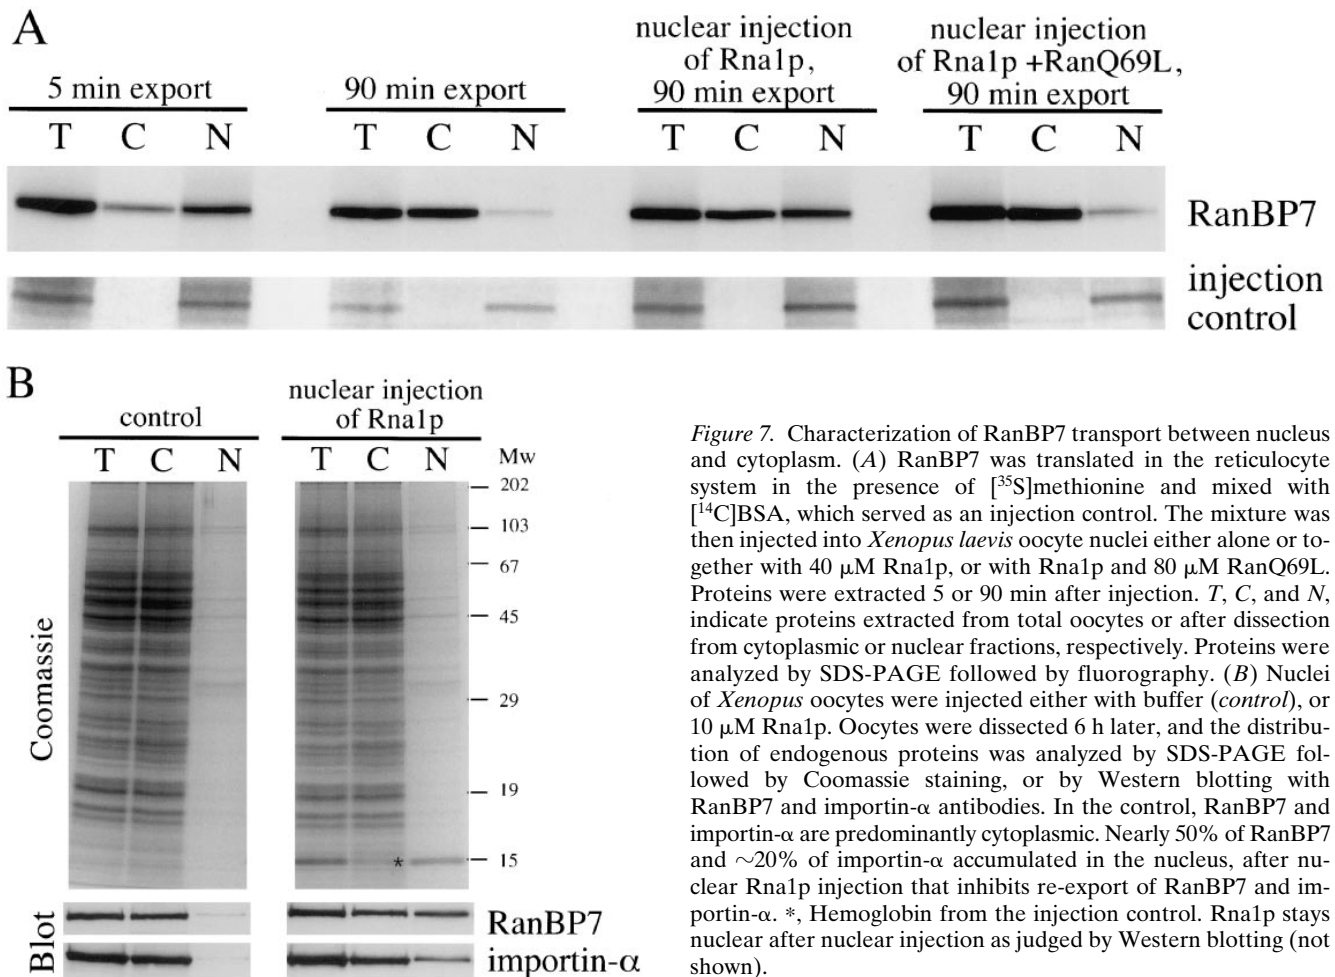 A
5 min export
90 min export
nuclear injection
of Rna1p,
90 min export
nuclear injection
of Rna1p +RanQ69L,
90 min export
T C N
T C N
T C N
T C N
RanBP7
injection
control
B
control
nuclear injection
of Rna1p
T C N
T C N
Mw
202
103
67
45
29
19
15
*
Coomassie
Blot
RanBP7
importin-α
Figure 7. Characterization of RanBP7 transport between nucleus
and cytoplasm. (A) RanBP7 was translated in the reticulocyte
system in the presence of [³⁵S]methionine and mixed with
[¹⁴C]BSA, which served as an injection control. The mixture was
then injected into Xenopus laevis oocyte nuclei either alone or to-
gether with 40 μM Rna1p, or with Rna1p and 80 μM RanQ69L.
Proteins were extracted 5 or 90 min after injection. T, C, and N,
indicate proteins extracted from total oocytes or after dissection
from cytoplasmic or nuclear fractions, respectively. Proteins were
analyzed by SDS-PAGE followed by fluorography. (B) Nuclei
of Xenopus oocytes were injected either with buffer (control), or
10 μM Rna1p. Oocytes were dissected 6 h later, and the distribu-
tion of endogenous proteins was analyzed by SDS-PAGE fol-
lowed by Coomassie staining, or by Western blotting with
RanBP7 and importin-α antibodies. In the control, RanBP7 and
importin-α are predominantly cytoplasmic. Nearly 50% of RanBP7
and ∼20% of importin-α accumulated in the nucleus, after nu-
clear Rna1p injection that inhibits re-export of RanBP7 and im-
portin-α. *, Hemoglobin from the injection control. Rna1p stays
nuclear after nuclear injection as judged by Western blotting (not
shown).